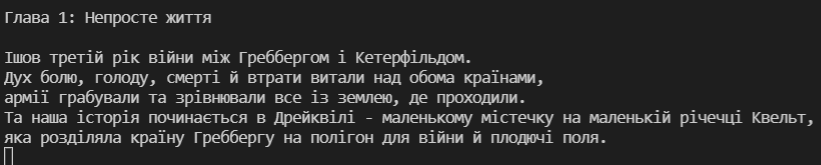 Глава 1: Непросте життя
Ішов третій рік війни між Греббергом і Кетерфільдом.
Дух болю, голоду, смерті й втрати витали над обома країнами,
армії грабували та зрівнювали все із землею, де проходили.
Та наша історія починається в Дрейквілі - маленькому містечку на маленькій річечці Квельт,
яка розділяла країну Греббергу на полігон для війни й плодючі поля.